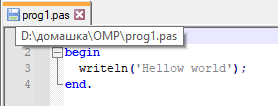 prog1.pas
D:\домашка\OMP\prog1.pas
2 begin
3 writeln('Hellow world');
4 end.